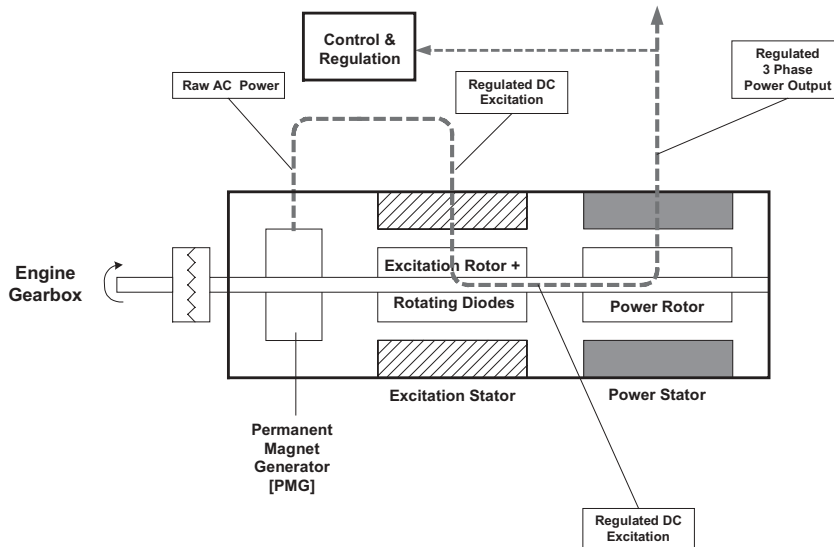 Control &
Regulation
Regulated
3 Phase
Power Output
Raw AC Power
Regulated DC
Excitation
Engine
Gearbox
Excitation Rotor +
Rotating Diodes
Power Rotor
Excitation Stator
Power Stator
Permanent
Magnet
Generator
[PMG]
Regulated DC
Excitation